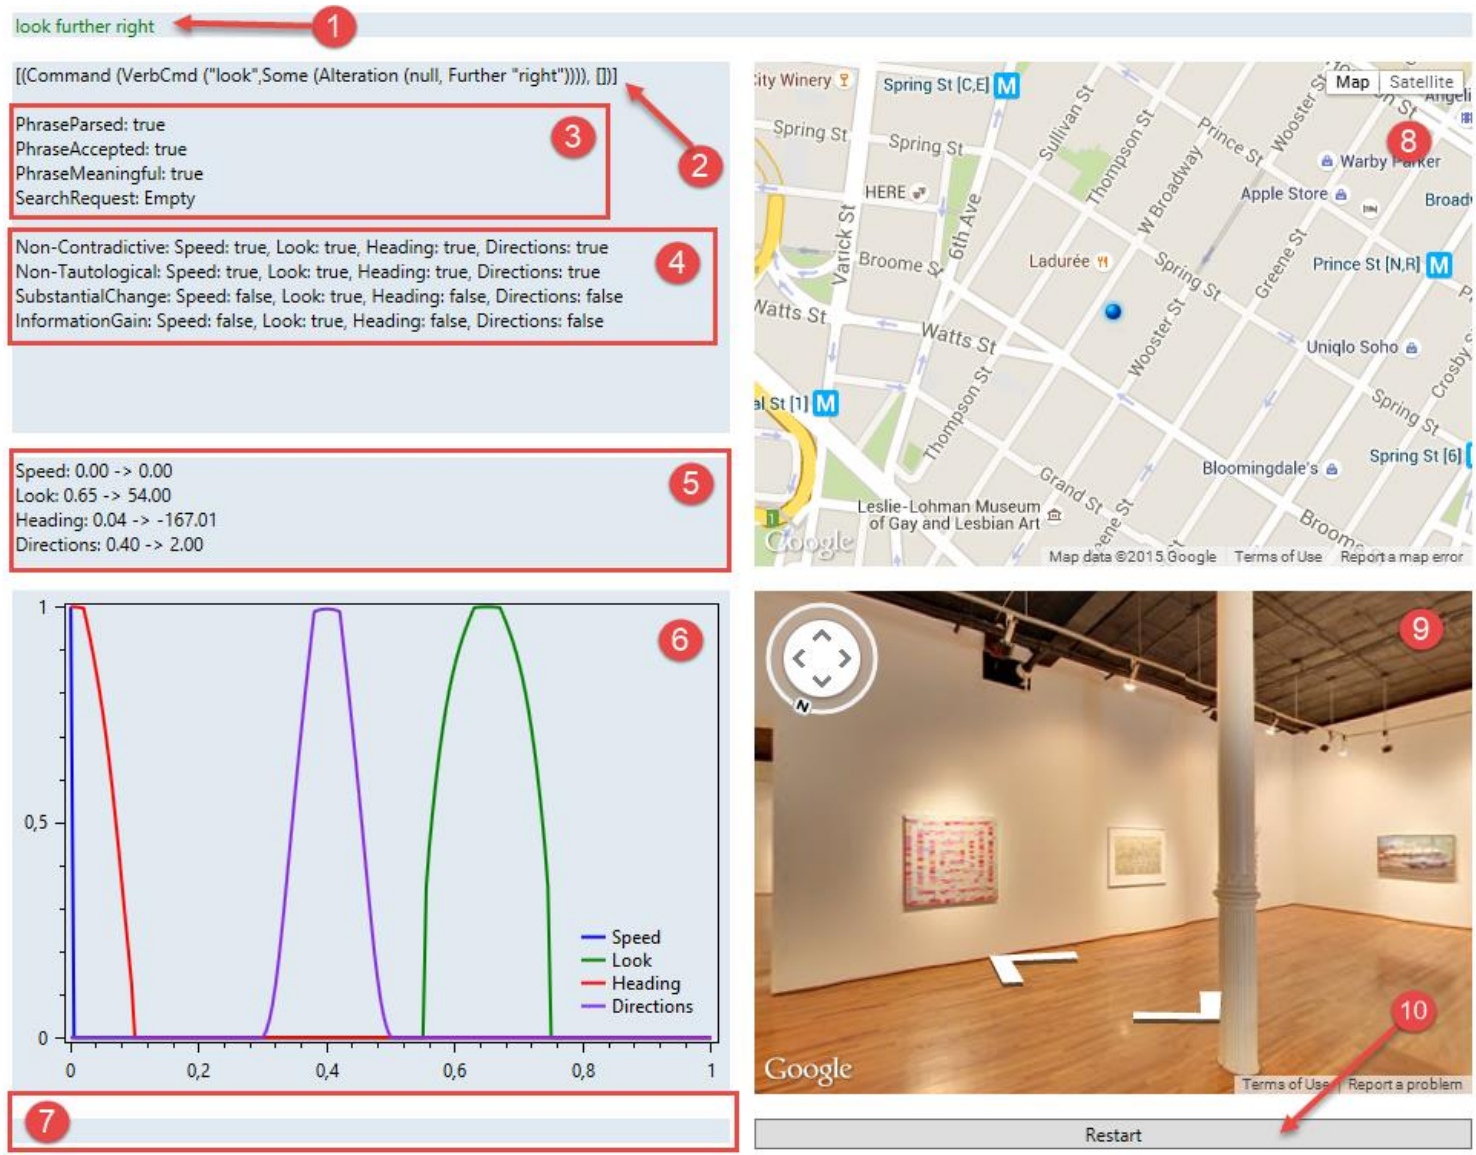 look further right
1
[(Command (VerbCmd ("look",Some (Alteration (null, Further "right")))), [])]
2
PhraseParsed: true
PhraseAccepted: true
PhraseMeaningful: true
SearchRequest: Empty
3
Non-Contradictive: Speed: true, Look: true, Heading: true, Directions: true
Non-Tautological: Speed: true, Look: true, Heading: true, Directions: true
SubstantialChange: Speed: false, Look: true, Heading: false, Directions: false
InformationGain: Speed: false, Look: true, Heading: false, Directions: false
4
Speed: 0.00 -> 0.00
Look: 0.65 -> 54.00
Heading: 0.04 -> -167.01
Directions: 0.40 -> 2.00
5
1
0,5
0
0
0,2
0,4
0,6
0,8
1
Speed
Look
Heading
Directions
6
7
City Winery
Spring St [C,E] M
Map
Satellite
Angeli
Spring St
Spring St
Sullivan St
Thompson St
W Broadway
Prince St
Wooster St
8
Warby Parker
Apple Store
Broad
HERE
Varick St
6th Ave
Broome St
Ladurée
Spring St
Greene St
Prince St [N,R] M
Watts St
Watts St
Wooster St
Uniqlo Soho
Crosby
al St [1] M
Thompson St
Spring St
Bloomingdale's
Spring St [6]
Grand St
Leslie-Lohman Museum
of Gay and Lesbian Art
ene St
Broome
1
Google
Map data ©2015 Google
Terms of Use
Report a map error
N
9
10
Google
Terms of Use
Report a problem
Restart